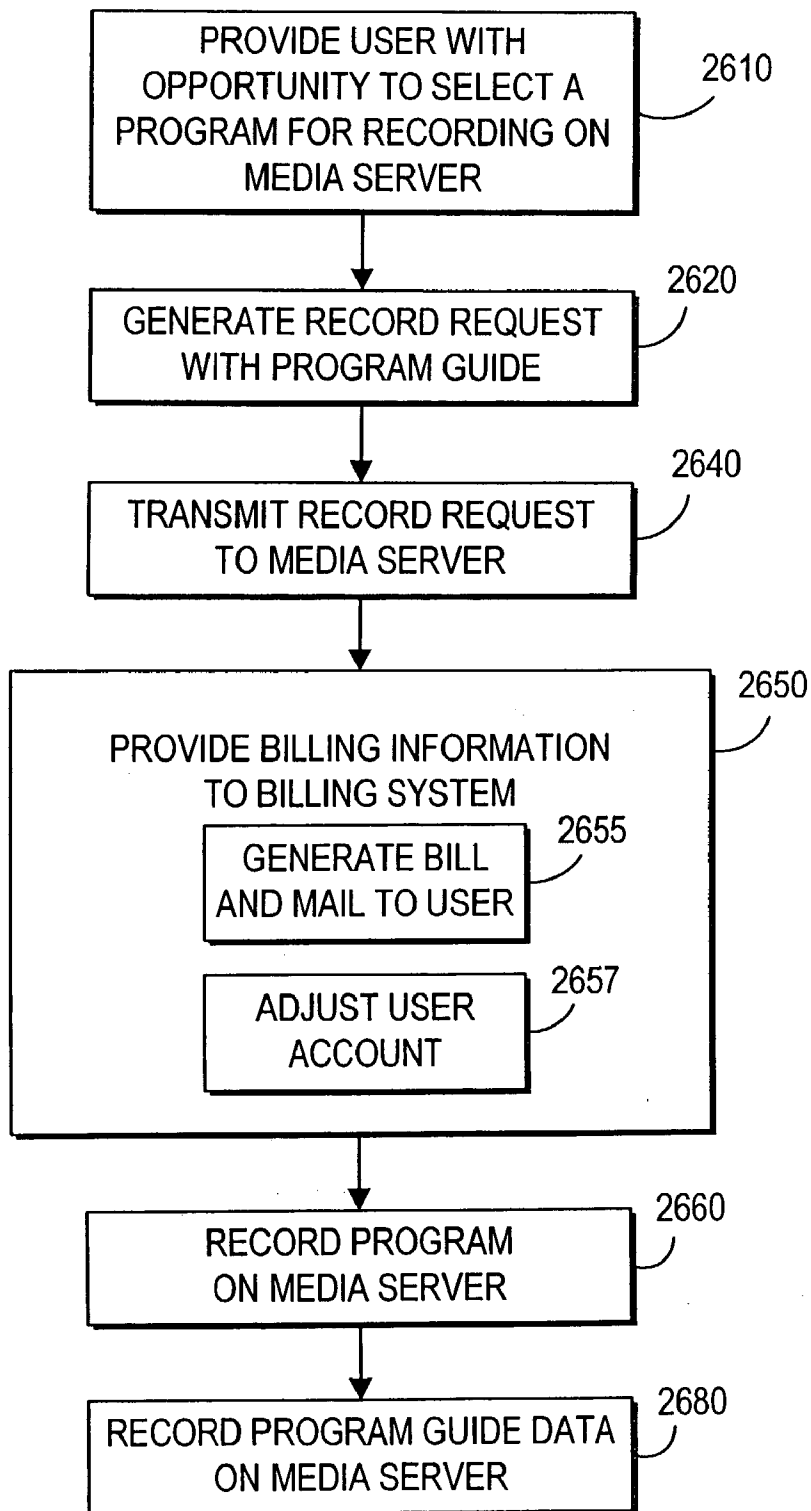 PROVIDE USER WITH
OPPORTUNITY TO SELECT A
PROGRAM FOR RECORDING ON
MEDIA SERVER
2610
GENERATE RECORD REQUEST
WITH PROGRAM GUIDE
2620
TRANSMIT RECORD REQUEST
TO MEDIA SERVER
2640
PROVIDE BILLING INFORMATION
TO BILLING SYSTEM
2650
GENERATE BILL
AND MAIL TO USER
2655
ADJUST USER
ACCOUNT
2657
RECORD PROGRAM
ON MEDIA SERVER
2660
RECORD PROGRAM GUIDE DATA
ON MEDIA SERVER
2680